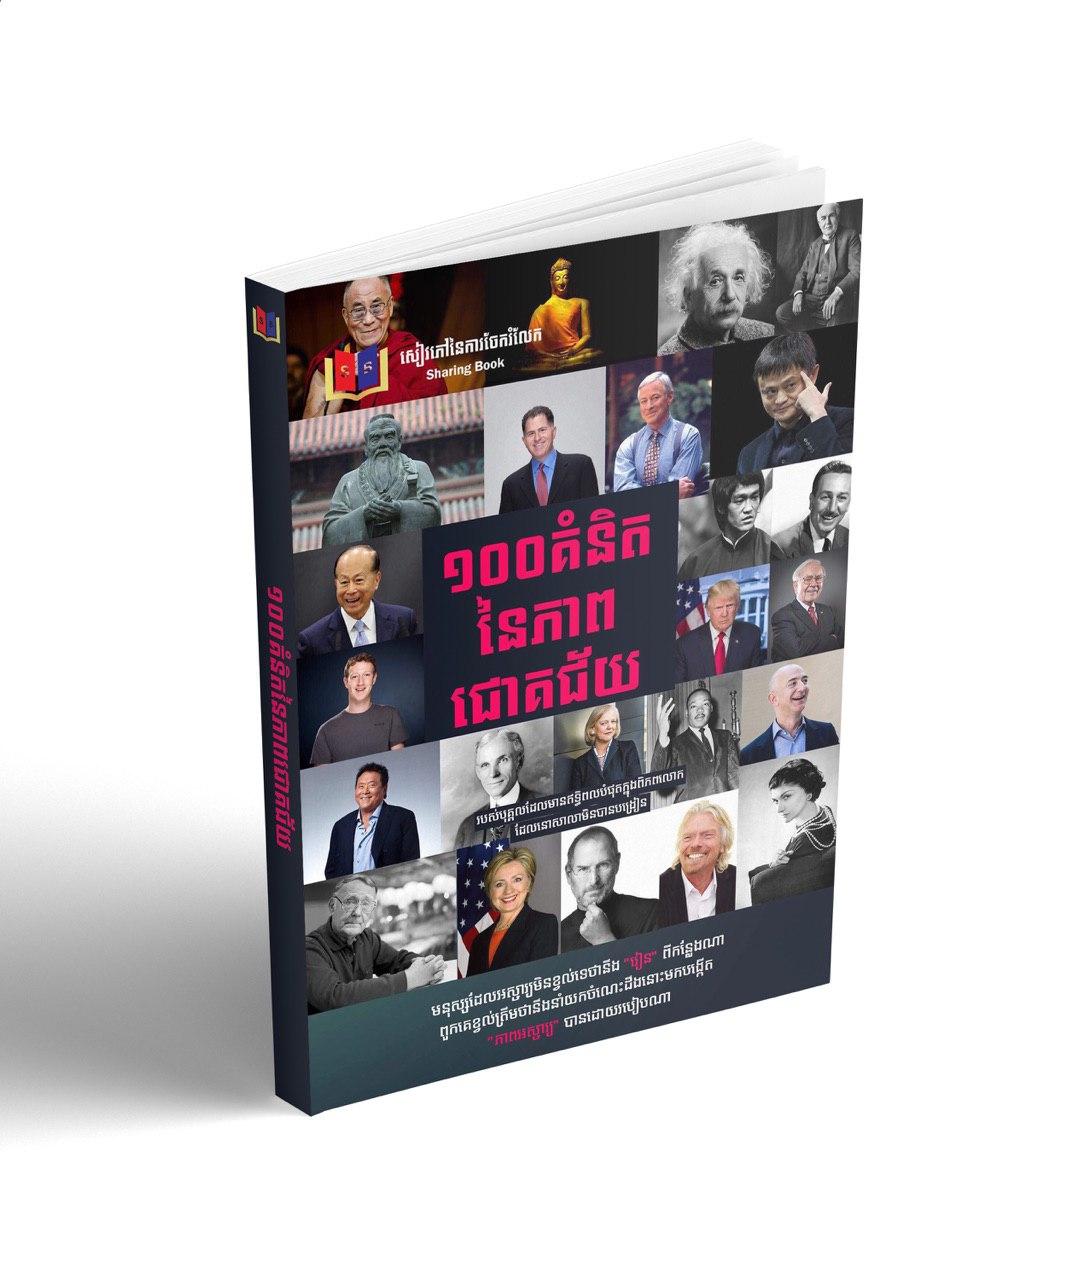 សៀវភៅនៃការចែករំលែក
Sharing Book
១០០គំនិត
នៃភាព
ជោគជ័យ
របស់បុគ្គលដែលមានឥទ្ធិពលបំផុតក្នុងពិភពលោក
ដែលនៅសាលាមិនបានបង្រៀន
មនុស្សដែលអស្ចារ្យមិនខ្វល់ទេថានឹង "រៀន" ពីកន្លែងណា
ពួកគេខ្វល់ត្រឹមថានឹងនាំយកចំណេះដឹងនោះមកបង្កើត
"ភាពអស្ចារ្យ" បានដោយរបៀបណា
១០០គំនិតនៃភាពជោគជ័យ